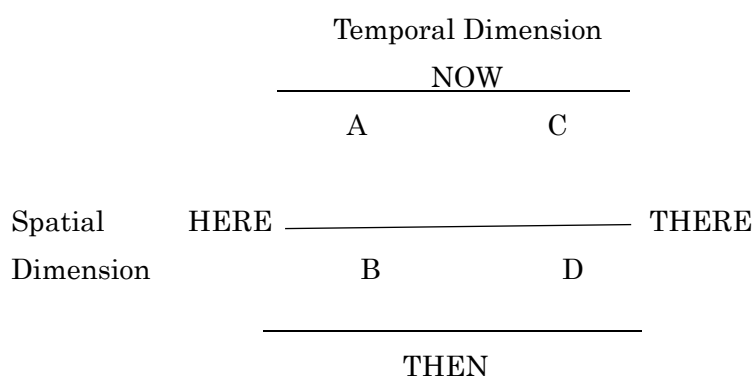 Temporal Dimension
NOW
A C
Spatial HERE THERE
Dimension B D
THEN